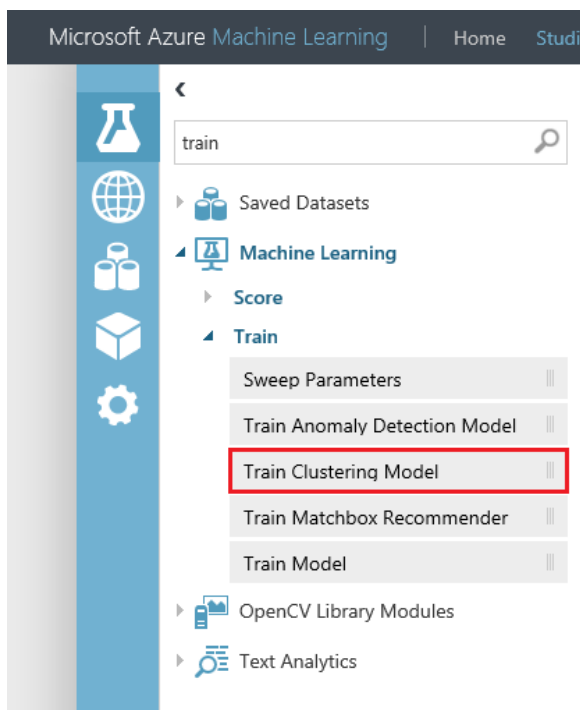 Microsoft Azure Machine Learning | Home Studi
train
Saved Datasets
Machine Learning
Score
Train
Sweep Parameters
Train Anomaly Detection Model
Train Clustering Model
Train Matchbox Recommender
Train Model
OpenCV Library Modules
Text Analytics